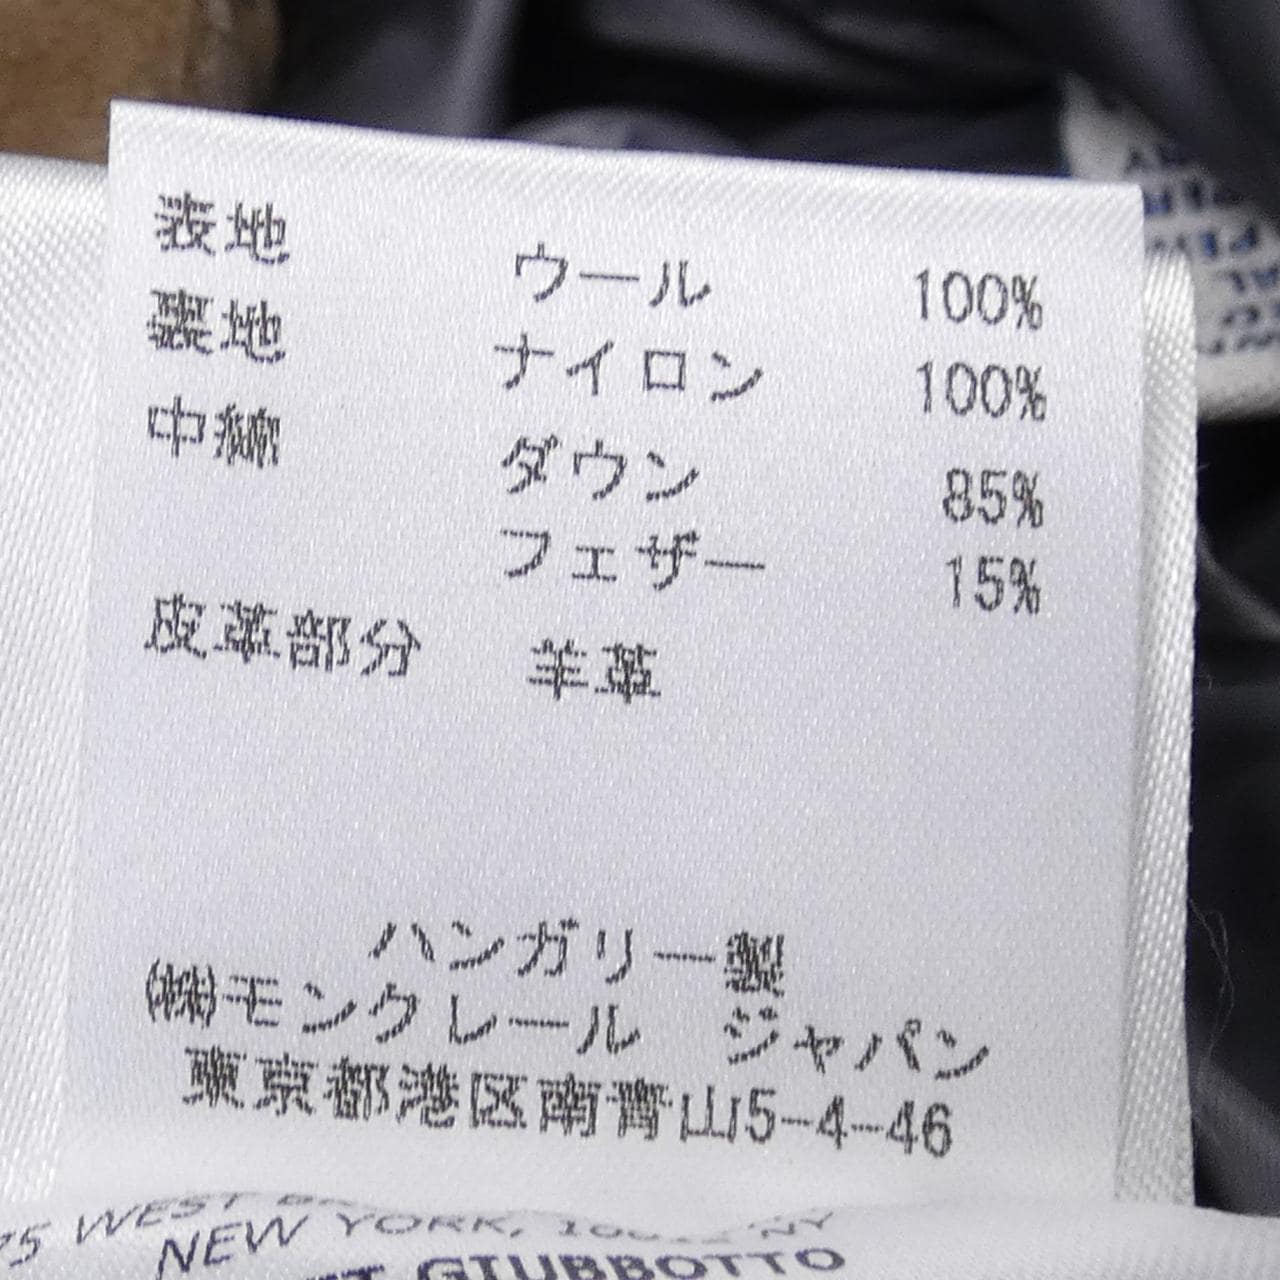 表地 ウール 100%
裏地 ナイロン 100%
中綿 ダウン 85%
フェザー 15%
皮革部分 羊革
ハンガリー製
㈱モンクレール ジャパン
東京都港区南青山5-4-46
WEST
NEW YORK, NY
GIUBBOTTO